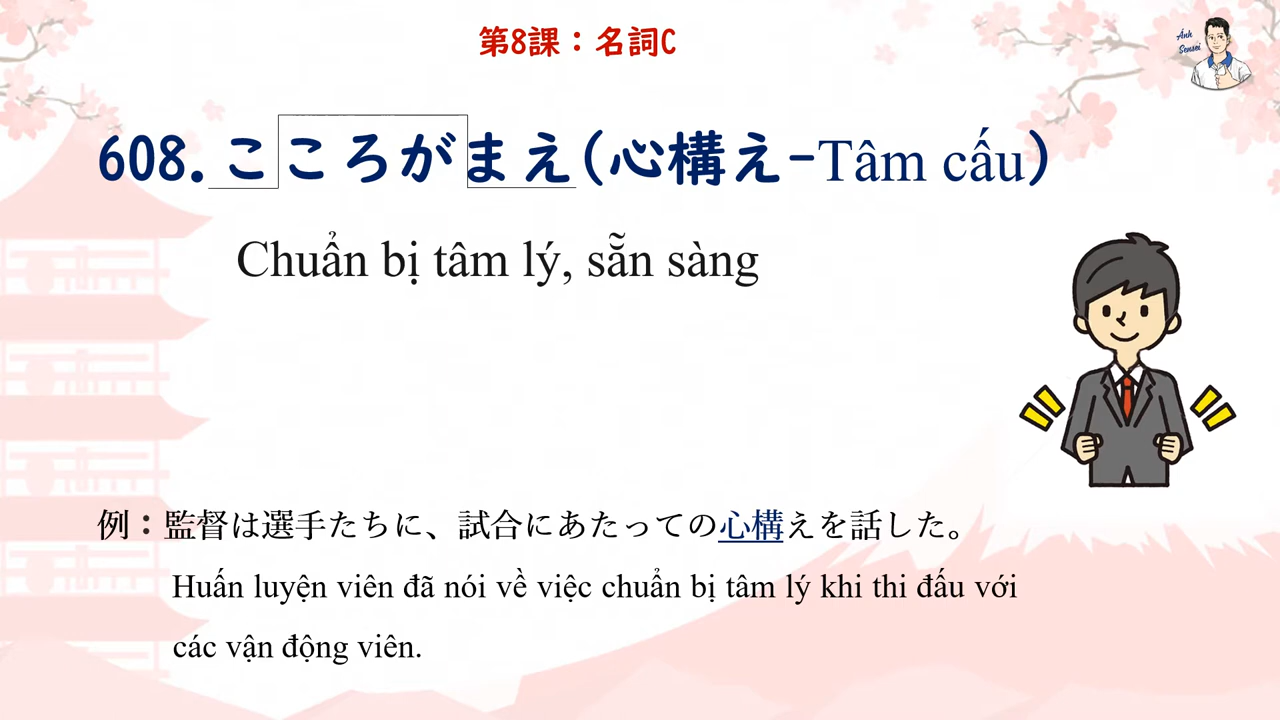 第8課：名詞C
Ánh
Sensei
608.こころがまえ(心構え-Tâm cấu)
Chuẩn bị tâm lý, sẵn sàng
例：監督は選手たちに、試合にあたっての心構えを話した。
Huấn luyện viên đã nói về việc chuẩn bị tâm lý khi thi đấu với
các vận động viên.